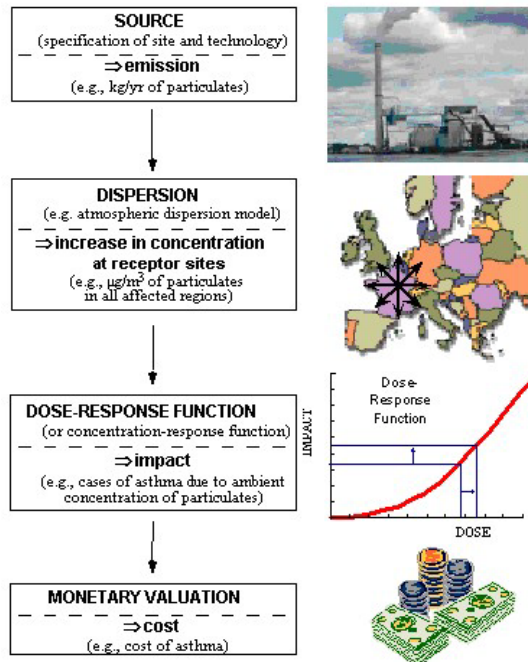 SOURCE
(specification of site and technology)
⇒emission
(e.g., kg/yr of particulates)
DISPERSION
(e.g. atmospheric dispersion model)
⇒increase in concentration
at receptor sites
(e.g., µg/m³ of particulates
in all affected regions)
DOSE-RESPONSE FUNCTION
(or concentration-response function)
⇒impact
(e.g., cases of asthma due to ambient
concentration of particulates)
Dose-
Response
Function
IMPACT
DOSE
MONETARY VALUATION
⇒cost
(e.g., cost of asthma)